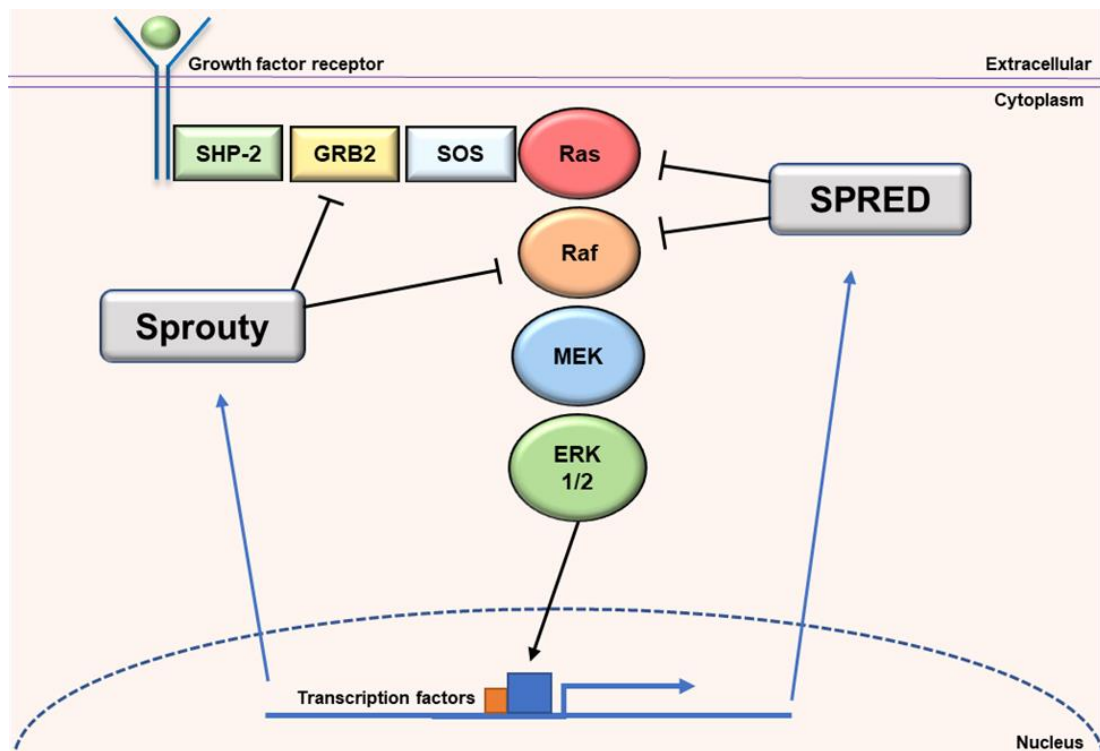 Growth factor receptor
Extracellular
Cytoplasm
SHP-2
GRB2
SOS
Ras
SPRED
Raf
Sprouty
MEK
ERK
1/2
Transcription factors
Nucleus